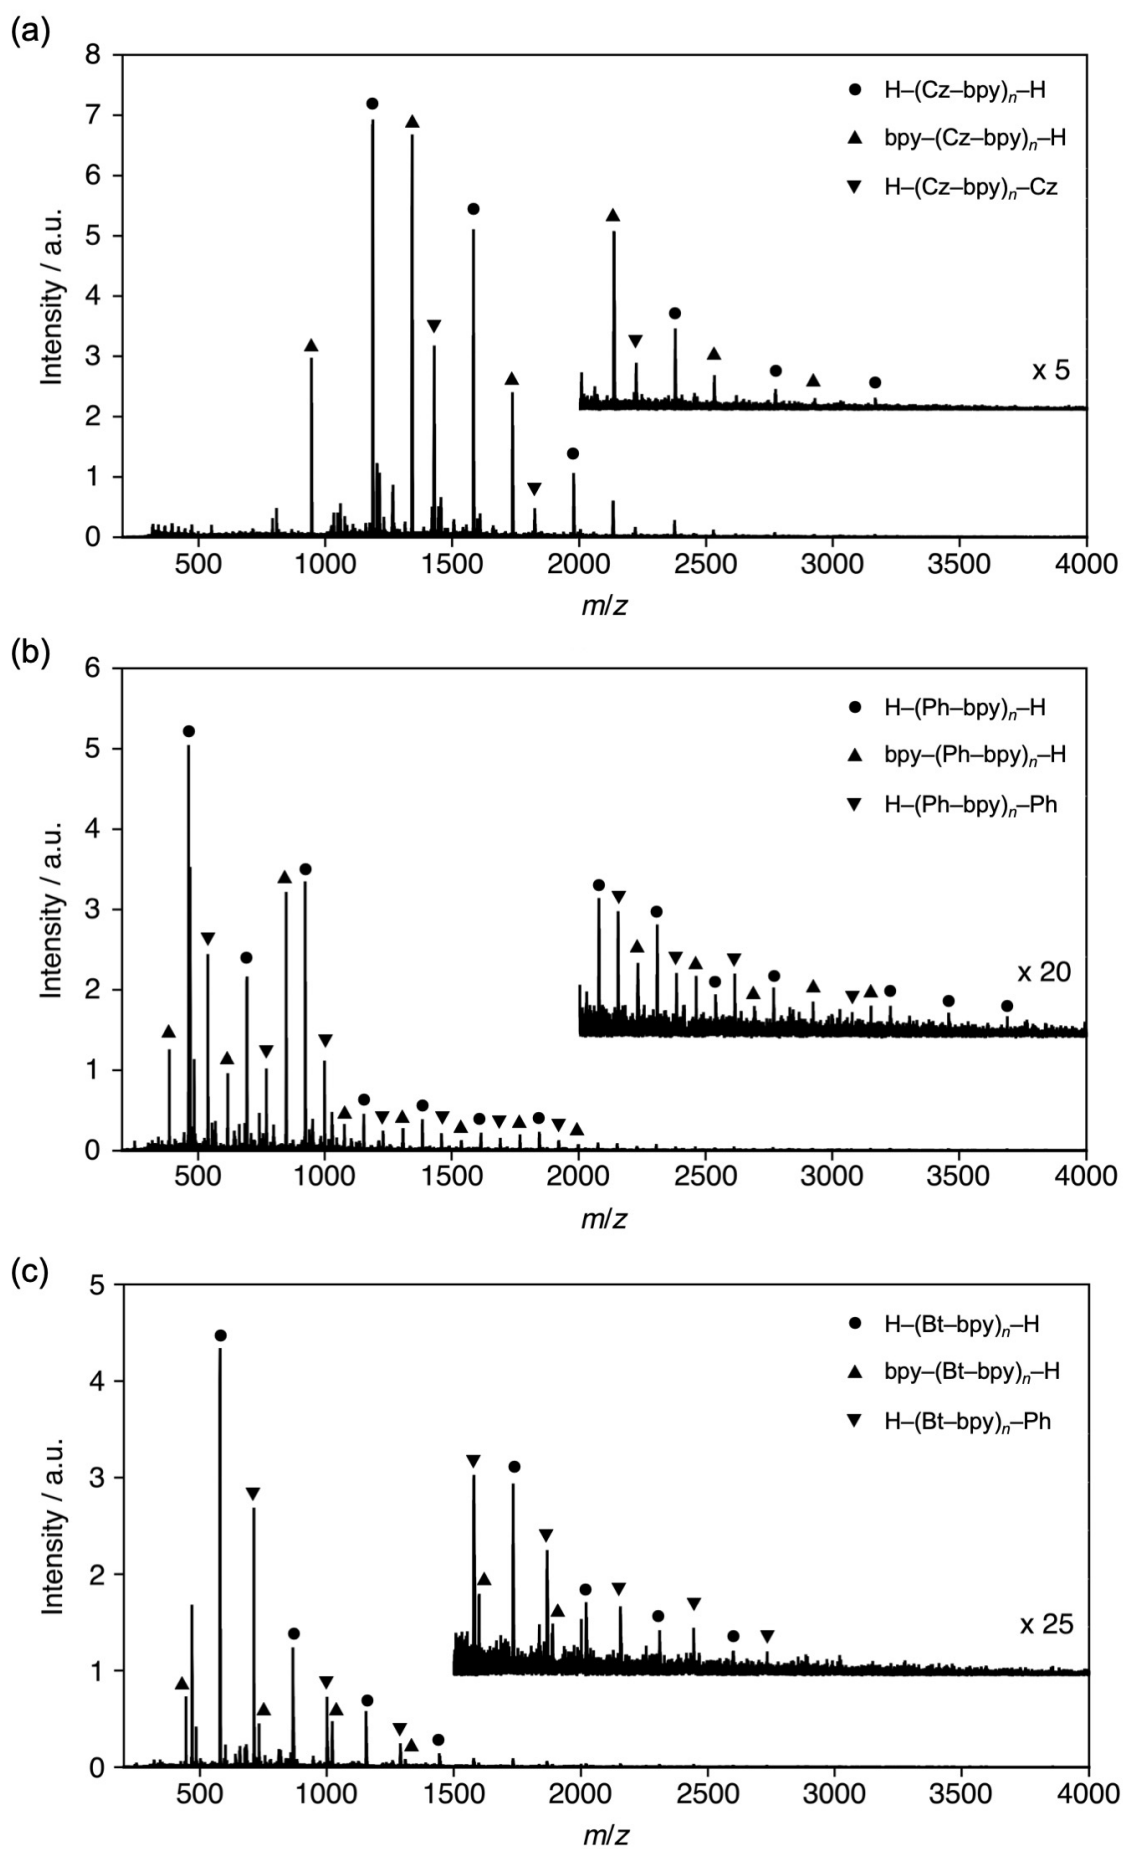 (a)
8
7
6
5
4
3
2
1
0
Intensity / a.u.
● H–(Cz–bpy)n–H
▲ bpy–(Cz–bpy)n–H
▼ H–(Cz–bpy)n–Cz
x 5
500 1000 1500 2000 2500 3000 3500 4000
m/z
(b)
6
5
4
3
2
1
0
Intensity / a.u.
● H–(Ph–bpy)n–H
▲ bpy–(Ph–bpy)n–H
▼ H–(Ph–bpy)n–Ph
x 20
500 1000 1500 2000 2500 3000 3500 4000
m/z
(c)
5
4
3
2
1
0
Intensity / a.u.
● H–(Bt–bpy)n–H
▲ bpy–(Bt–bpy)n–H
▼ H–(Bt–bpy)n–Ph
x 25
500 1000 1500 2000 2500 3000 3500 4000
m/z